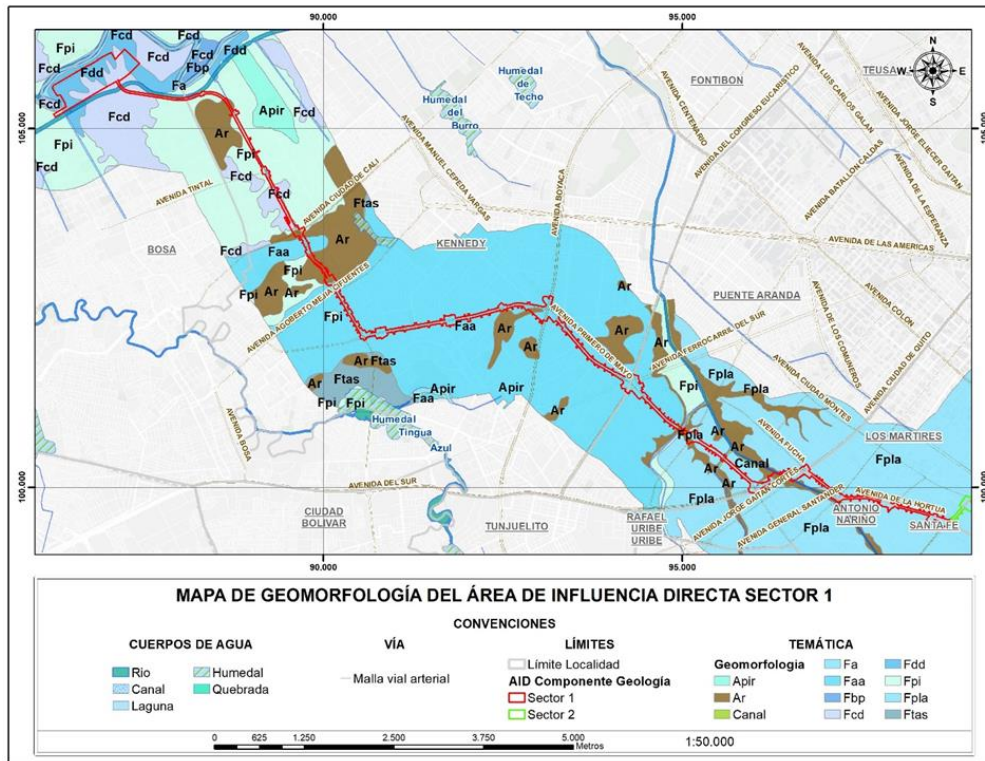 90.000
95.000
Fpi
Fcd
Fcd
Fcd
Fdd
Fcd
Fcd
Fbp
Fdd
Fa
Fcd
Fcd
Apir
Fcd
Ar
Fpi
Fpi
Fcd
Fcd
Fcd
Humedal
de
Techo
Humedal
del
Burro
FONTIBON
TEUSA
N
W
E
S
105.000
AVENIDA CENTENARIO
AVENIDA DEL CONGRESO EUCARISTICO
AVENIDA LUIS CARLOS GALAN
AVENIDA JORGE ELIECER GAITAN
AVENIDA BATALLON CALDAS
AVENIDA DE LA ESPERANZA
AVENIDA MANUEL CEPEDA VARGAS
AVENIDA BOYACA
AVENIDA CIUDAD DE CALI
AVENIDA TINTAL
Ftas
BOSA
KENNEDY
AVENIDA DE LAS AMERICAS
Fcd
Faa
Ar
Fpi
Fpi
Ar
Ar
AVENIDA AGOBERTO MEJIA CIFUENTES
Fpi
Faa
Ar
Ar
Ar
Ar
Ar
PUENTE ARANDA
AVENIDA COLON
AVENIDA DE LOS COMUNEROS
AVENIDA CIUDAD DE QUITO
AVENIDA PRIMERO DE MAYO
AVENIDA FERROCARRIL DEL SUR
AVENIDA CIUDAD MONTES
Fpla
Fpla
Fpi
Ftas
Ar
Ftas
Fpi
Fpi
Faa
Apir
Apir
Ar
Humedal
Tingua
Azul
AVENIDA BOSA
Fpla
Ar
Ar
Ar
Ar
Canal
AVENIDA FUCHA
LOS MARTIRES
Fpla
100.000
AVENIDA DEL SUR
Fpla
AVENIDA JORGE GAITAN CORTES
AVENIDA GENERAL SANTANDER
AVENIDA DE LA HORTUA
CIUDAD
BOLIVAR
TUNJUELITO
RAFAEL
URIBE
URIBE
ANTONIO
NARIÑO
SANTA FE
Fpla
90.000
95.000
MAPA DE GEOMORFOLOGÍA DEL ÁREA DE INFLUENCIA DIRECTA SECTOR 1
CONVENCIONES
CUERPOS DE AGUA
Rio
Canal
Laguna
Humedal
Quebrada
VÍA
Malla vial arterial
LÍMITES
Límite Localidad
AID Componente Geología
Sector 1
Sector 2
TEMÁTICA
Geomorfología
Apir
Ar
Canal
Fa
Faa
Fbp
Fcd
Fdd
Fpi
Fpla
Ftas
0 625 1.250 2.500 3.750 5.000
Metros
1:50.000